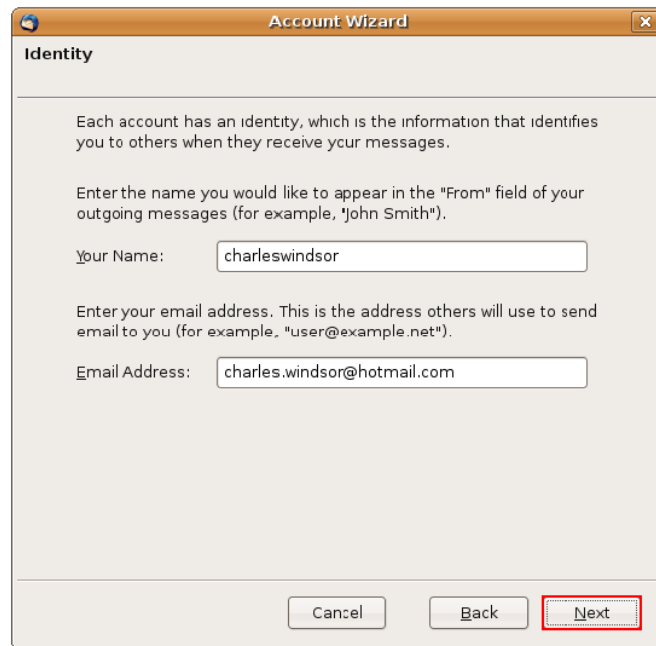 Account Wizard
Identity
Each account has an identity, which is the information that identifies
you to others when they receive your messages.
Enter the name you would like to appear in the "From" field of your
outgoing messages (for example, "John Smith").
Your Name: charleswindsor
Enter your email address. This is the address others will use to send
email to you (for example, "user@example.net").
Email Address: charles.windsor@hotmail.com
Cancel Back Next